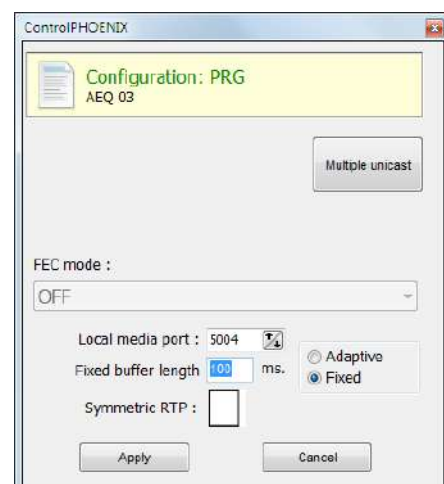 ControlPHOENIX
Configuration: PRG
AEQ 03
Multiple unicast
FEC mode :
OFF
Local media port : 5004
Fixed buffer length 100 ms.
Adaptive
Fixed
Symmetric RTP :
Apply Cancel